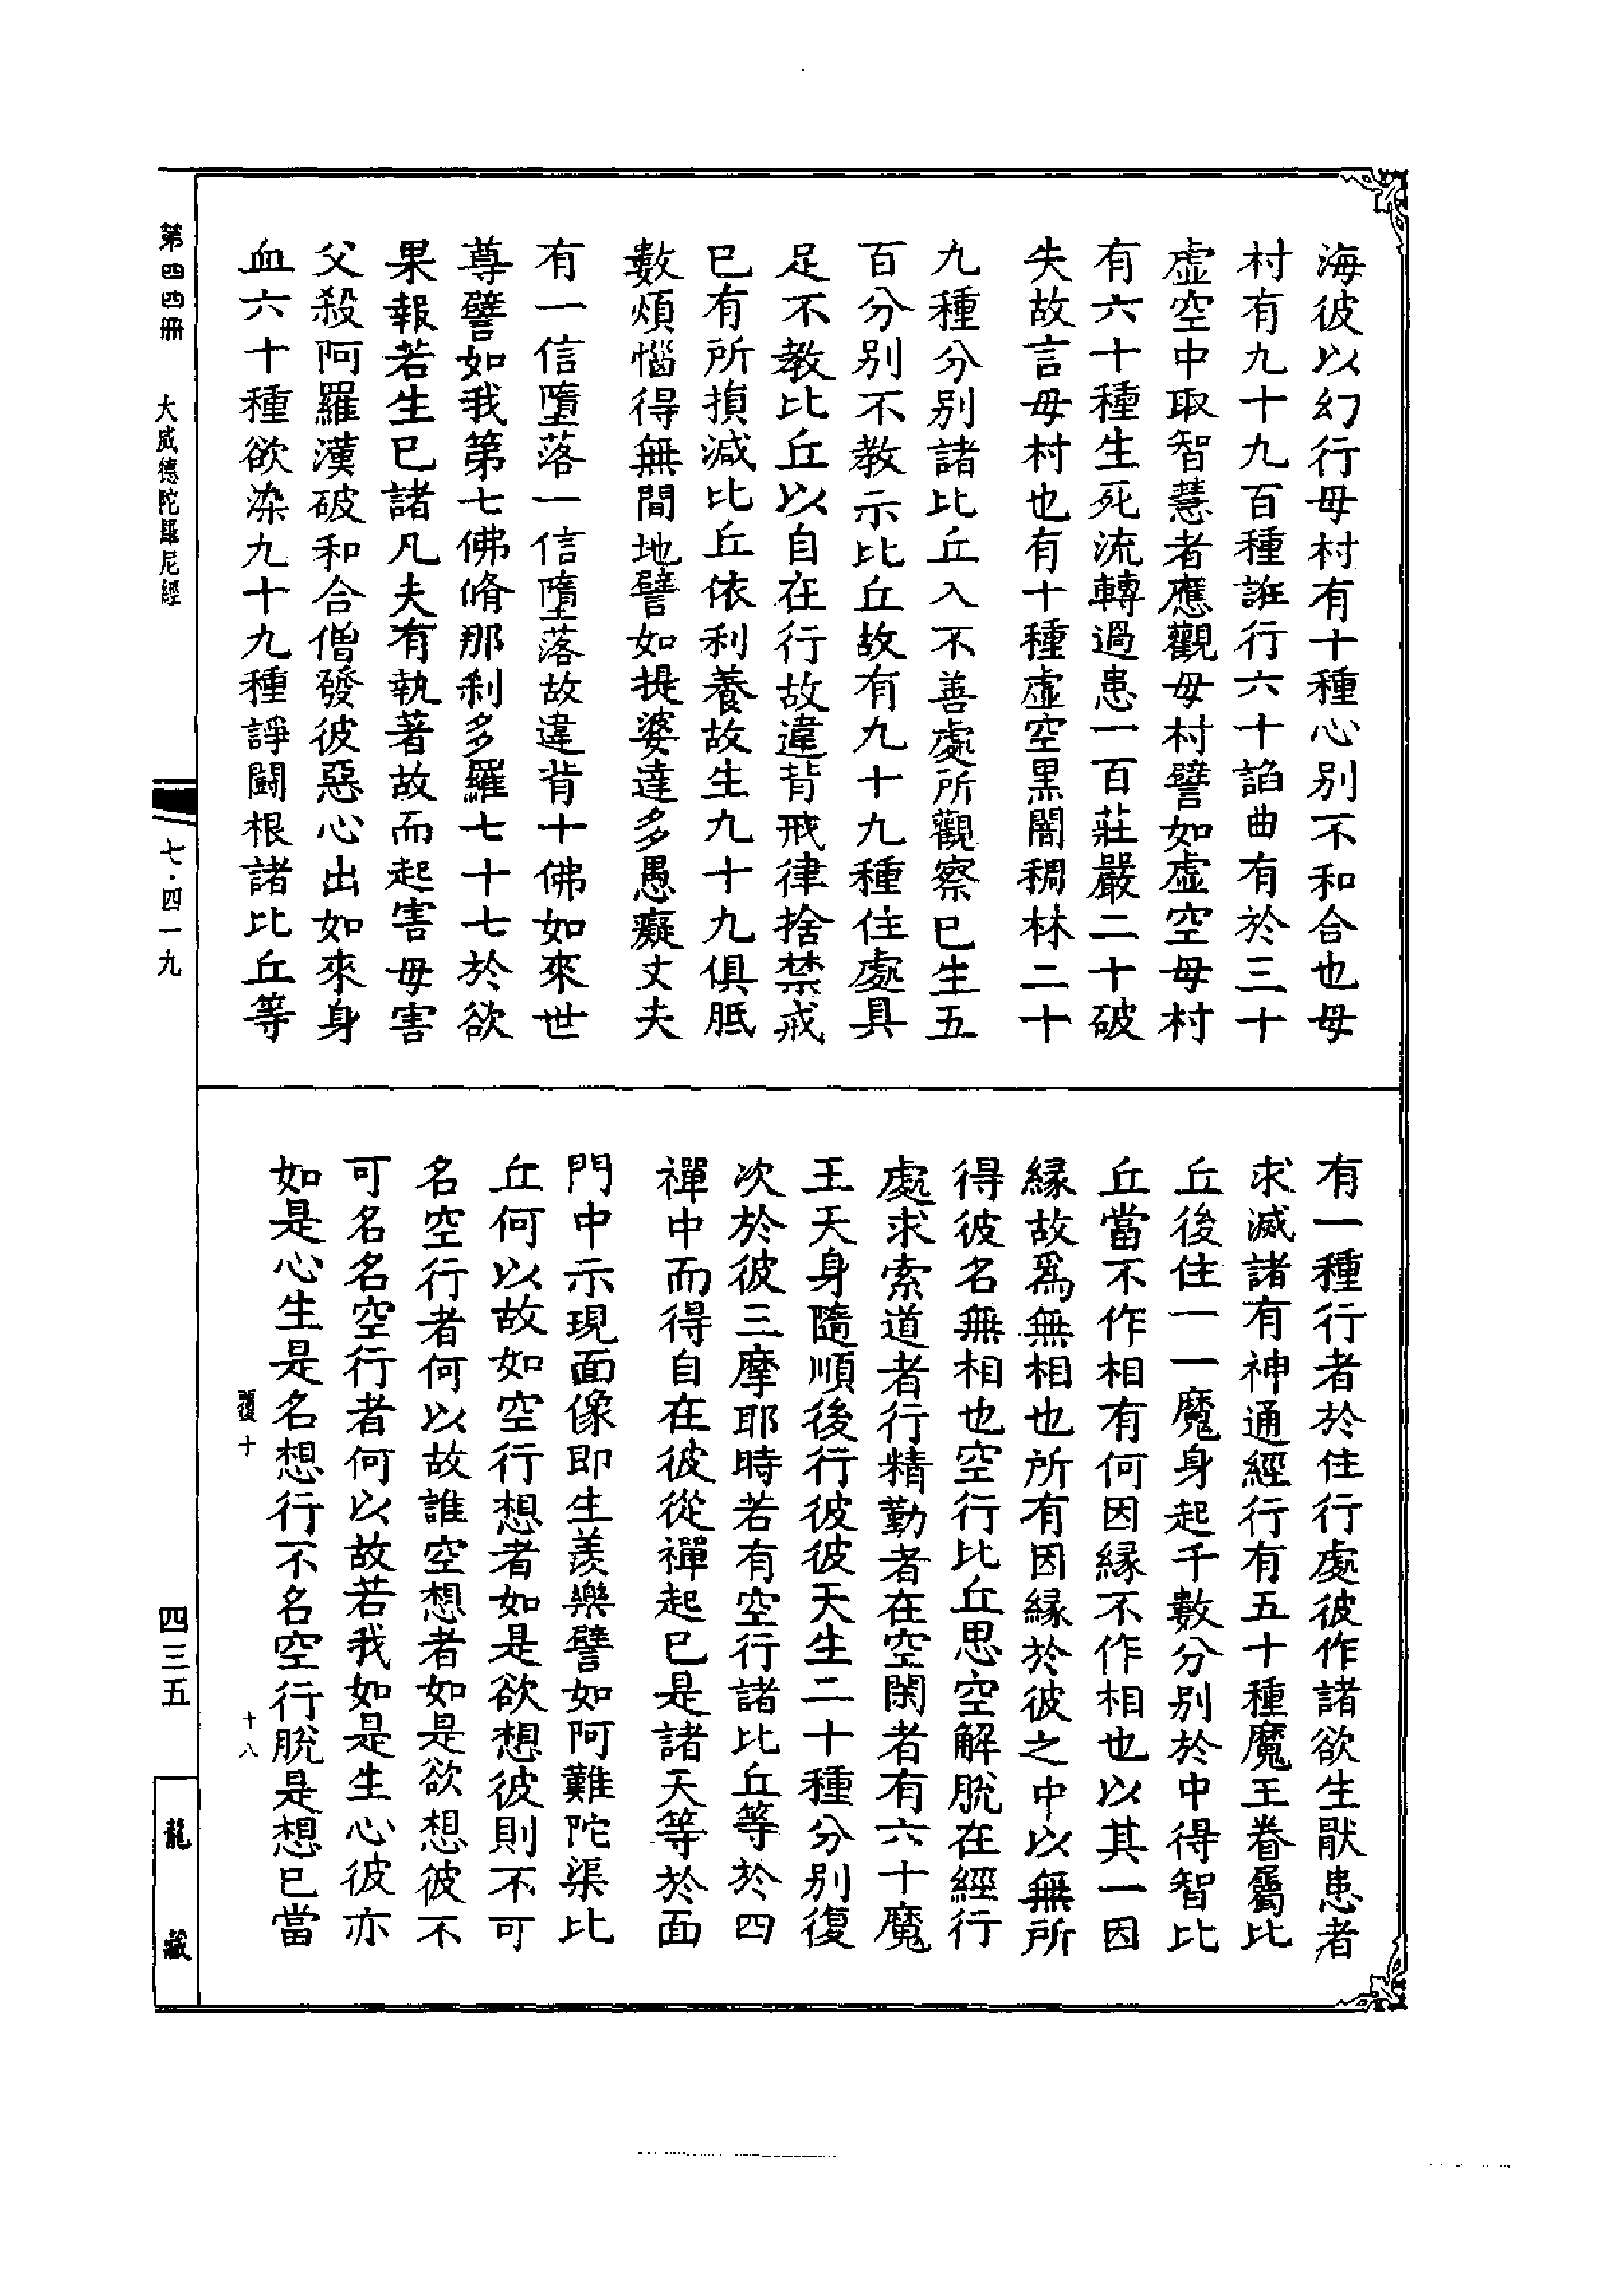 海彼以幻行毋村有十種心别不和合也毋
村有九十九百種誑行六十諂曲有於三十
虛空中取智慧者應觀毋村譬如虛空毋村
有六十種生死流轉過患一百莊嚴二十破
失故言毋村也有十種虛空黒闇稠林二十
九種分别諸比丘入不善處所觀察已生五
百分别不教示比丘故有九十九種住處具
足不教比丘以自在行故違背戒律捨禁戒
已有所損減比丘依利養故生九十九俱胝
數煩惱得無間地譬如提婆達多愚癡丈夫
有一信墮落一信墮落故違背十佛如來世
尊譬如我第七佛脩那刹多羅七十七於欲
果報若生已諸凡夫有執著故而起害毋害
父殺阿羅漢破和合僧發彼惡心出如來身
血六十種欲染九十九種諍鬪根諸比丘等
有一種行者於住行處彼作諸欲生厭患者
求滅諸有神通經行有五十種魔王眷屬比
丘後住一一魔身起千數分别於中得智比
丘當不作相有何因縁不作相也以其一因
縁故爲無相也所有因縁於彼之中以無所
得彼名無相也空行比丘思空解脫在經行
處求索道者行精勤者在空閑者有六十魔
王天身隨順後行彼彼天生二十種分别復
次於彼三摩耶時若有空行諸比丘等於四
禪中而得自在彼從禪起已是諸天等於面
門中示現面像即生羨樂譬如阿難陀渠比
丘何以故如空行想者如是欲想彼則不可
名空行者何以故誰空想者如是欲想彼不
可名名空行者何以故若我如是生心彼亦
如是心生是名想行不名空行脫是想已當
覆十
十八
第四四冊
大威德陀羅尼經
七·四一九
四三五
龍藏